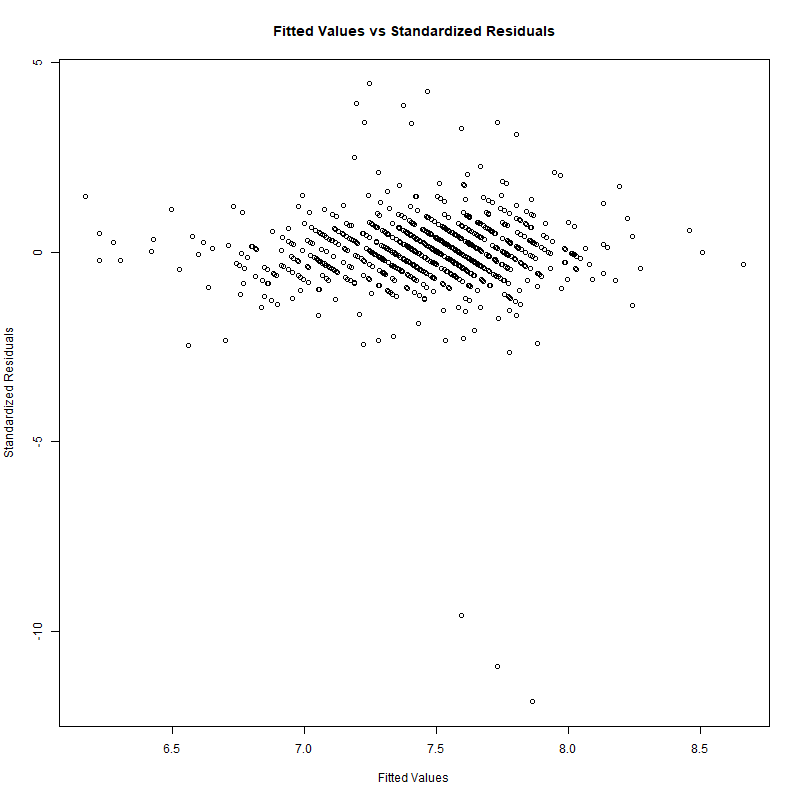 Fitted Values vs Standardized Residuals
5
0
-5
-10
Standardized Residuals
6.5 7.0 7.5 8.0 8.5
Fitted Values